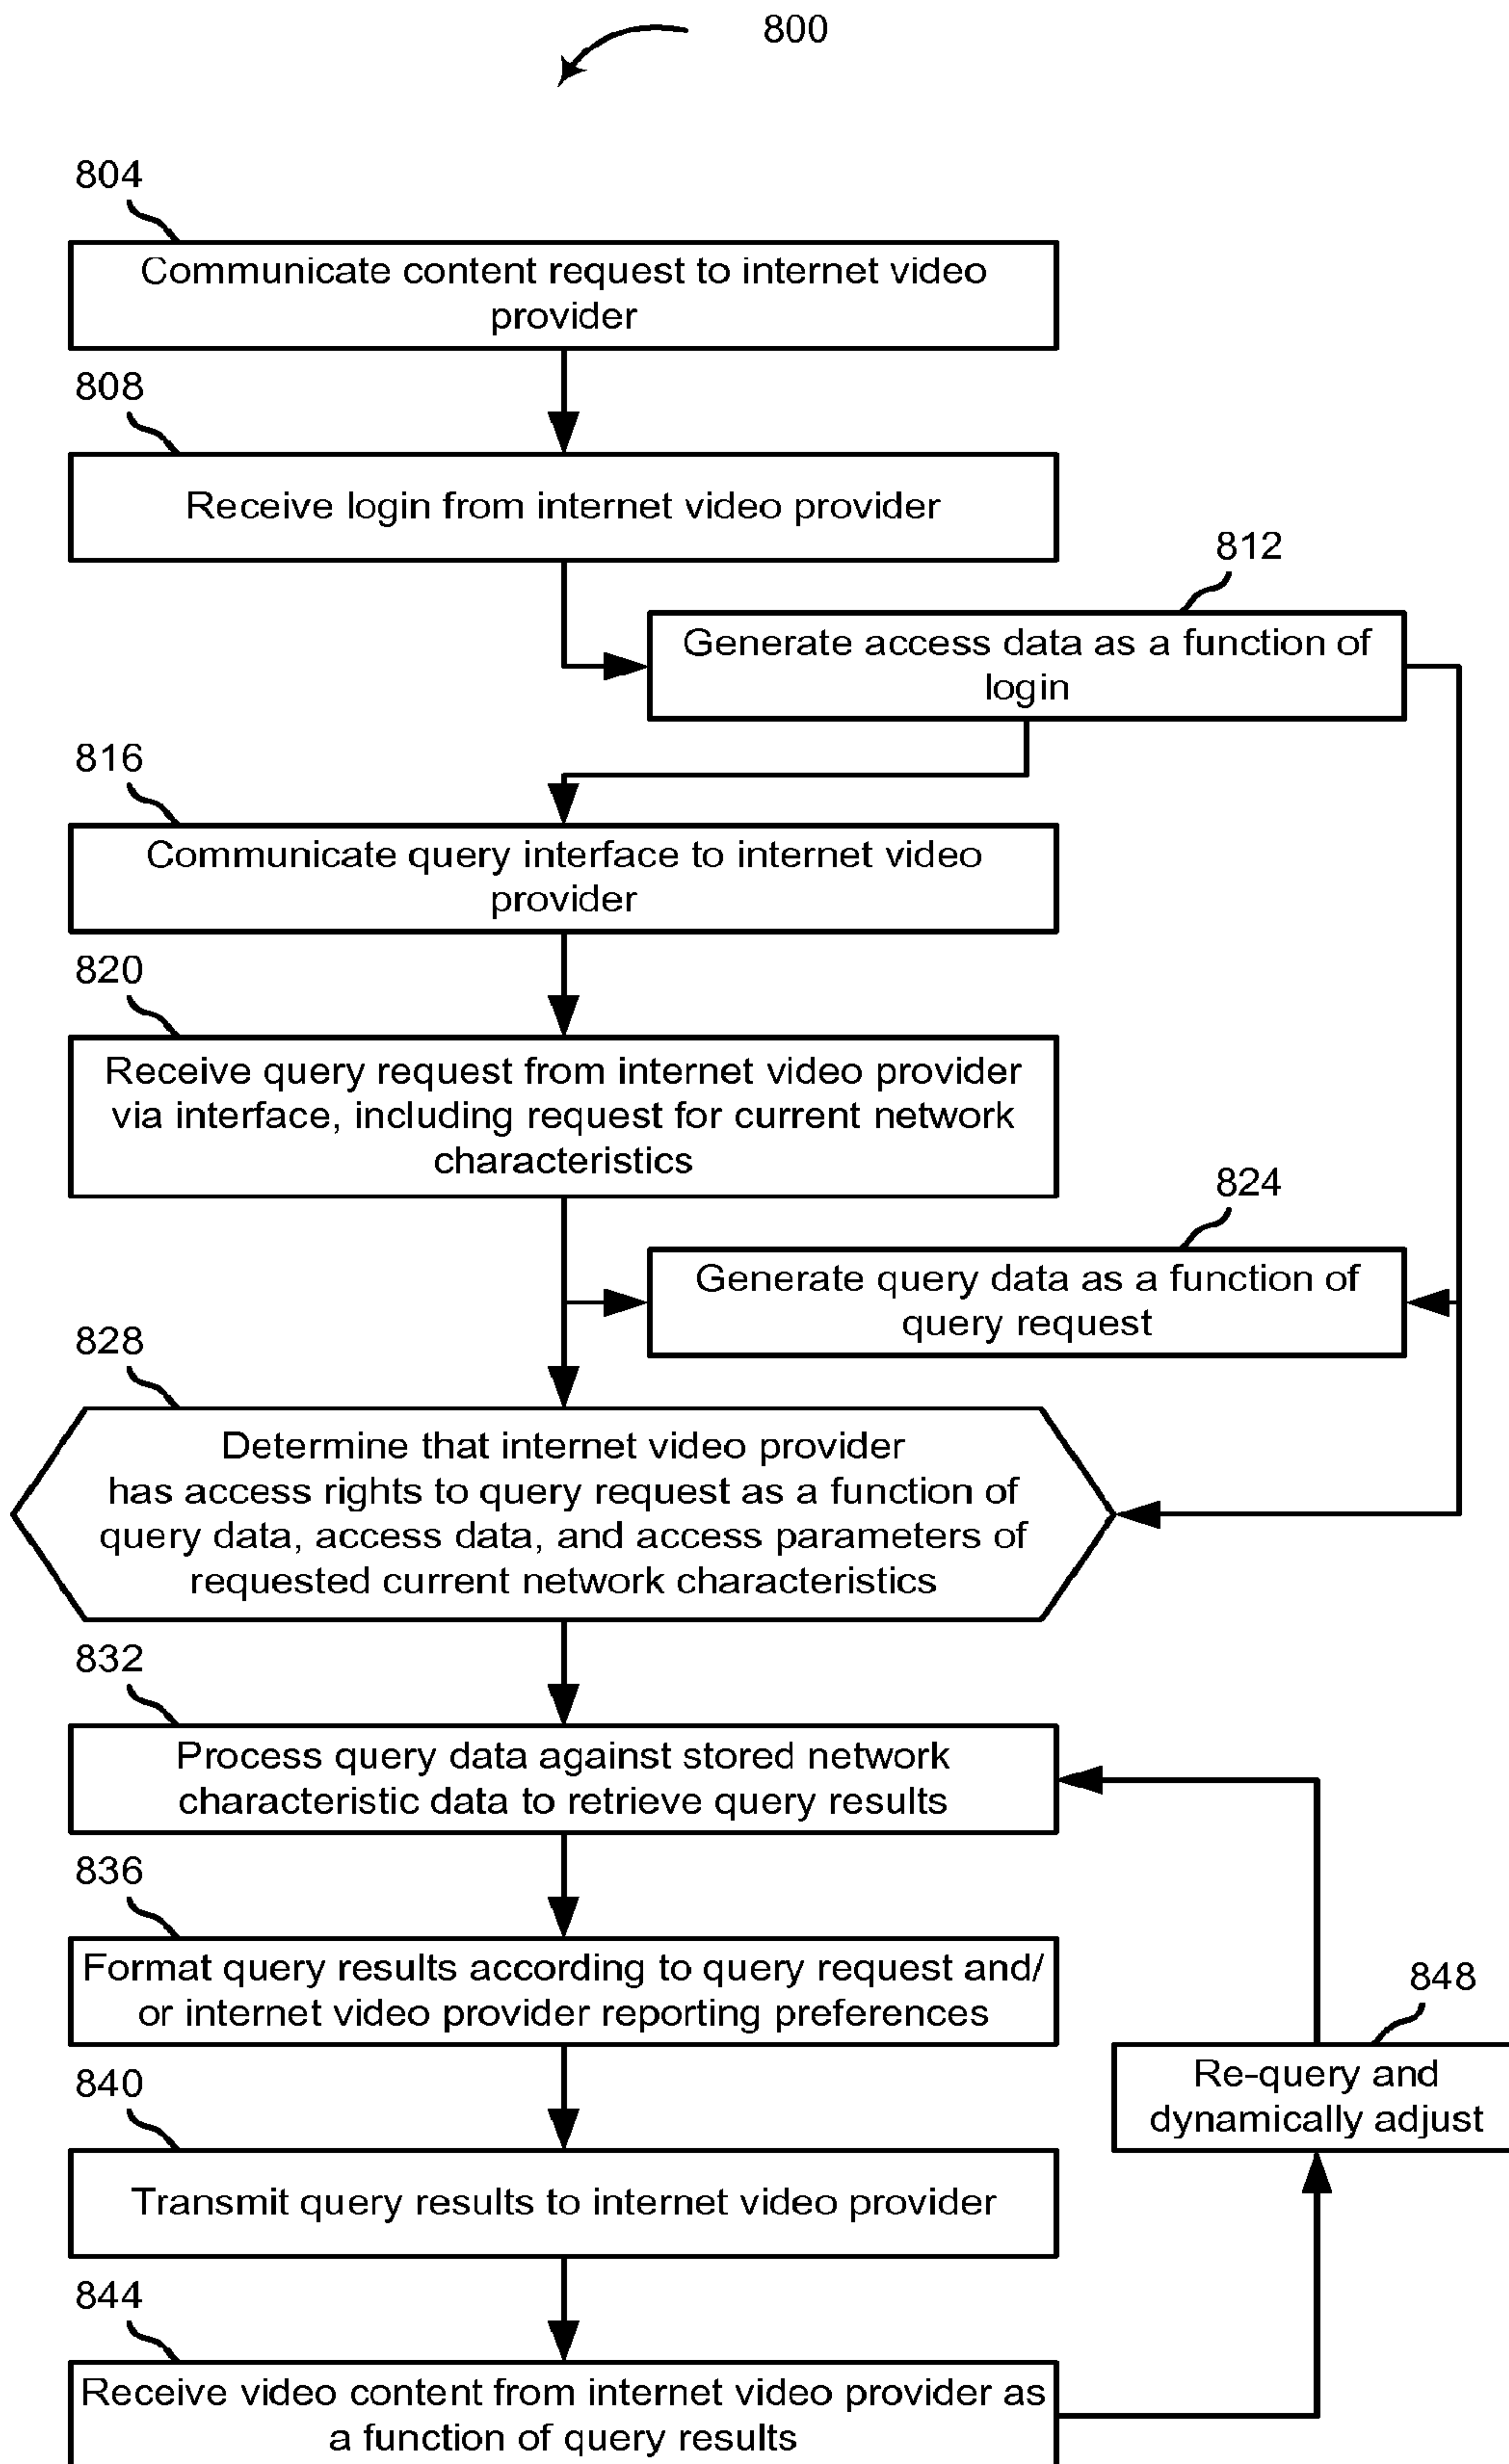 800
804
Communicate content request to internet video
provider
808
Receive login from internet video provider
812
Generate access data as a function of
login
816
Communicate query interface to internet video
provider
820
Receive query request from internet video provider
via interface, including request for current network
characteristics
824
Generate query data as a function of
query request
828
Determine that internet video provider
has access rights to query request as a function of
query data, access data, and access parameters of
requested current network characteristics
832
Process query data against stored network
characteristic data to retrieve query results
836
Format query results according to query request and/
or internet video provider reporting preferences
848
Re-query and
dynamically adjust
840
Transmit query results to internet video provider
844
Receive video content from internet video provider as
a function of query results